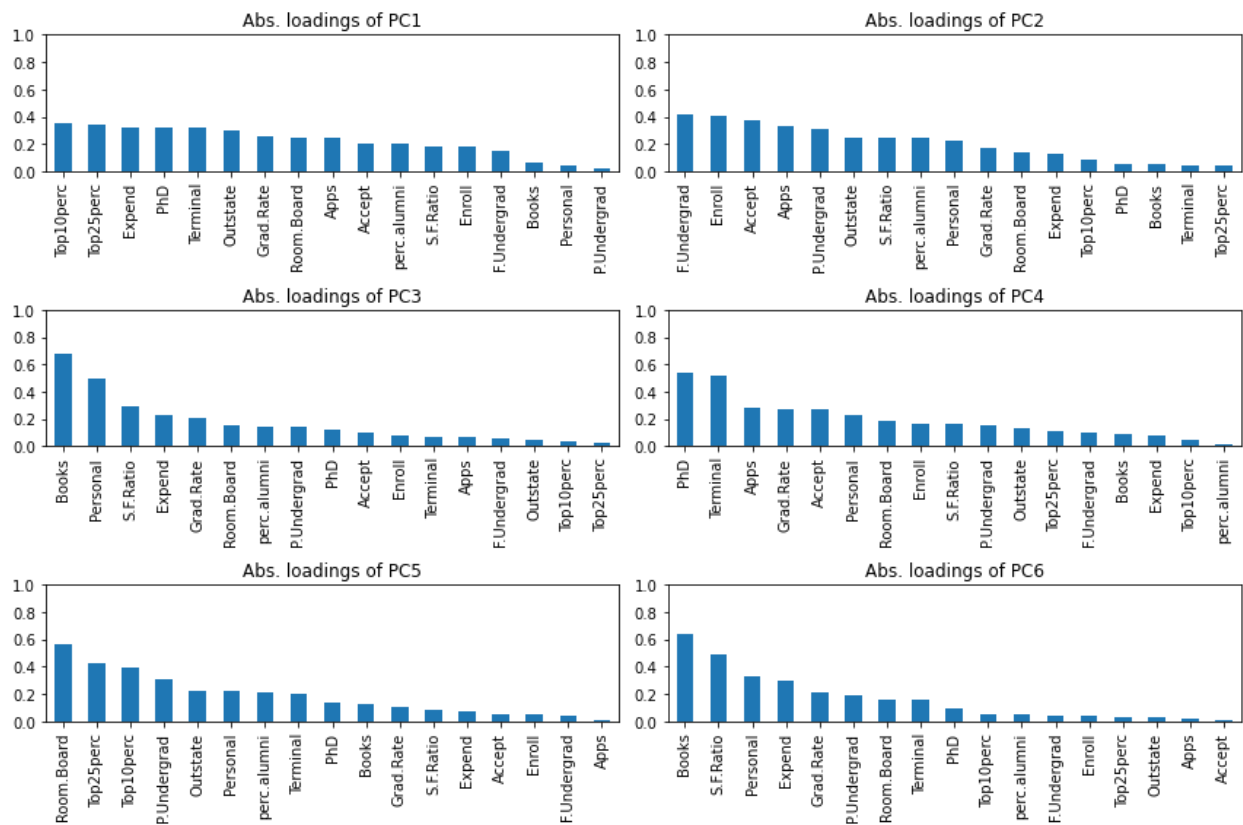 Abs. loadings of PC1
1.0
0.8
0.6
0.4
0.2
0.0
Top10perc
Top25perc
Expend
PhD
Terminal
Outstate
Grad.Rate
Room.Board
Apps
Accept
perc.alumni
S.F.Ratio
Enroll
F.Undergrad
Books
Personal
P.Undergrad
Abs. loadings of PC2
1.0
0.8
0.6
0.4
0.2
0.0
F.Undergrad
Enroll
Accept
Apps
P.Undergrad
Outstate
S.F.Ratio
perc.alumni
Personal
Grad.Rate
Room.Board
Expend
Top10perc
PhD
Books
Terminal
Top25perc
Abs. loadings of PC3
1.0
0.8
0.6
0.4
0.2
0.0
Books
Personal
S.F.Ratio
Expend
Grad.Rate
Room.Board
perc.alumni
P.Undergrad
PhD
Accept
Enroll
Terminal
Apps
F.Undergrad
Outstate
Top10perc
Top25perc
Abs. loadings of PC4
1.0
0.8
0.6
0.4
0.2
0.0
PhD
Terminal
Apps
Grad.Rate
Accept
Personal
Room.Board
Enroll
S.F.Ratio
P.Undergrad
Outstate
Top25perc
F.Undergrad
Books
Expend
Top10perc
perc.alumni
Abs. loadings of PC5
1.0
0.8
0.6
0.4
0.2
0.0
Room.Board
Top25perc
Top10perc
P.Undergrad
Outstate
Personal
perc.alumni
Terminal
PhD
Books
Grad.Rate
S.F.Ratio
Expend
Accept
Enroll
F.Undergrad
Apps
Abs. loadings of PC6
1.0
0.8
0.6
0.4
0.2
0.0
Books
S.F.Ratio
Personal
Expend
Grad.Rate
P.Undergrad
Room.Board
Terminal
PhD
Top10perc
perc.alumni
F.Undergrad
Enroll
Top25perc
Outstate
Apps
Accept